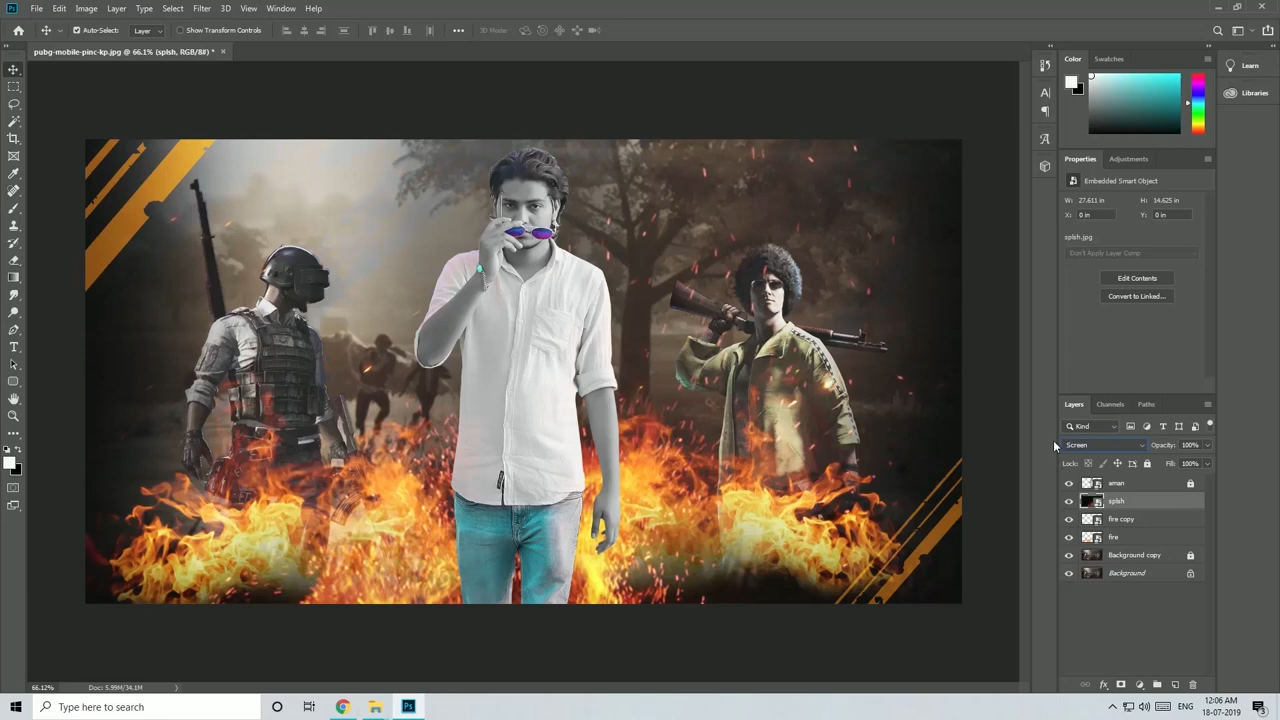 Ps File Edit Image Layer Type Select Filter 3D View Window Help
Auto-Select: Layer Show Transform Controls 3D Mode:
pubg-mobile-pinc-kp.jpg @ 66.1% (splsh, RGB/8#) * ×
Color Swatches
Learn
Libraries
Properties Adjustments
Embedded Smart Object
W: 27.611 in H: 14.625 in
X: 0 in Y: 0 in
splsh.jpg
Don't Apply Layer Comp
Edit Contents
Convert to Linked...
Layers Channels Paths
Kind
Screen Opacity: 100%
Lock: Fill: 100%
aman
splsh
fire copy
fire
Background copy
Background
66.12% Doc: 5.99M/34.1M
Type here to search
Ps
ENG
12:06 AM
18-07-2019
3